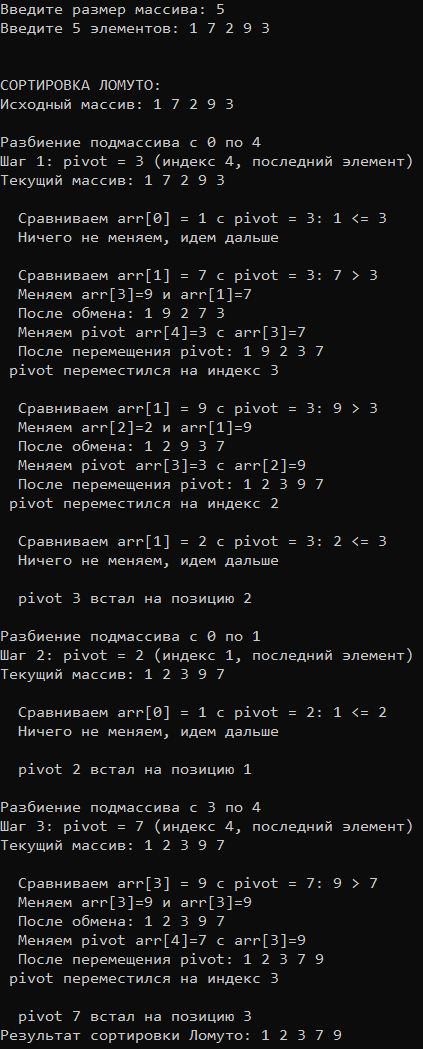 Введите размер массива: 5
Введите 5 элементов: 1 7 2 9 3
СОРТИРОВКА ЛОМУТО:
Исходный массив: 1 7 2 9 3
Разбиение подмассива с 0 по 4
Шаг 1: pivot = 3 (индекс 4, последний элемент)
Текущий массив: 1 7 2 9 3
Сравниваем arr[0] = 1 с pivot = 3: 1 <= 3
Ничего не меняем, идем дальше
Сравниваем arr[1] = 7 с pivot = 3: 7 > 3
Меняем arr[3]=9 и arr[1]=7
После обмена: 1 9 2 7 3
Меняем pivot arr[4]=3 с arr[3]=7
После перемещения pivot: 1 9 2 3 7
pivot переместился на индекс 3
Сравниваем arr[1] = 9 с pivot = 3: 9 > 3
Меняем arr[2]=2 и arr[1]=9
После обмена: 1 2 9 3 7
Меняем pivot arr[3]=3 с arr[2]=9
После перемещения pivot: 1 2 3 9 7
pivot переместился на индекс 2
Сравниваем arr[1] = 2 с pivot = 3: 2 <= 3
Ничего не меняем, идем дальше
pivot 3 встал на позицию 2
Разбиение подмассива с 0 по 1
Шаг 2: pivot = 2 (индекс 1, последний элемент)
Текущий массив: 1 2 3 9 7
Сравниваем arr[0] = 1 с pivot = 2: 1 <= 2
Ничего не меняем, идем дальше
pivot 2 встал на позицию 1
Разбиение подмассива с 3 по 4
Шаг 3: pivot = 7 (индекс 4, последний элемент)
Текущий массив: 1 2 3 9 7
Сравниваем arr[3] = 9 с pivot = 7: 9 > 7
Меняем arr[3]=9 и arr[3]=9
После обмена: 1 2 3 9 7
Меняем pivot arr[4]=7 с arr[3]=9
После перемещения pivot: 1 2 3 7 9
pivot переместился на индекс 3
pivot 7 встал на позицию 3
Результат сортировки Ломуто: 1 2 3 7 9